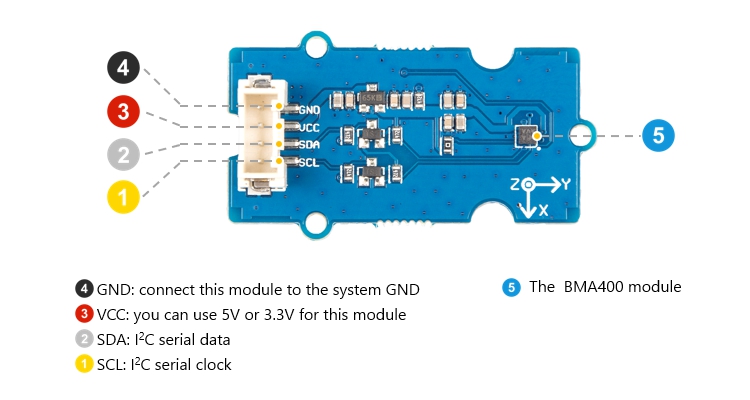 4
3
2
1
GND
VCC
SDA
SCL
5
Z Y
X
4 GND: connect this module to the system GND
3 VCC: you can use 5V or 3.3V for this module
2 SDA: I²C serial data
1 SCL: I²C serial clock
5 The BMA400 module